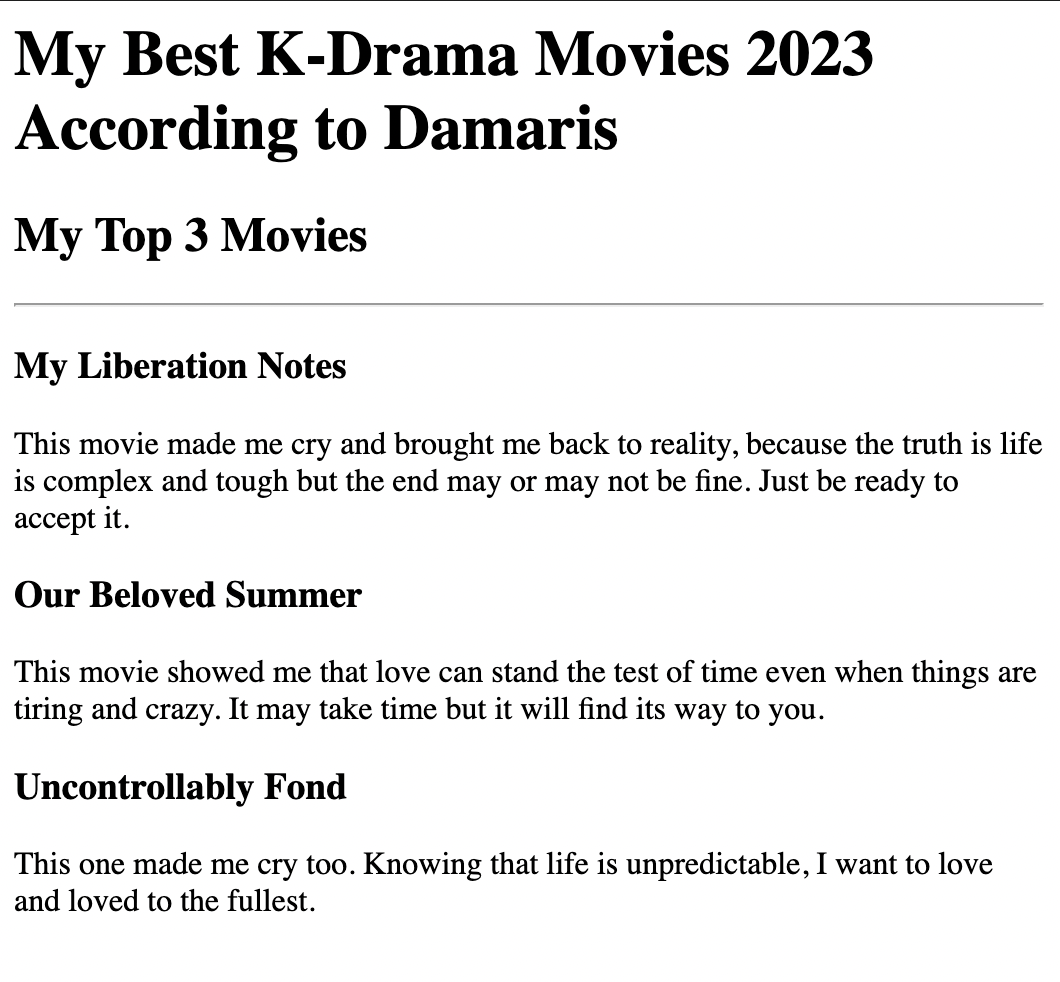 My Best K-Drama Movies 2023
According to Damaris
My Top 3 Movies
My Liberation Notes
This movie made me cry and brought me back to reality, because the truth is life
is complex and tough but the end may or may not be fine. Just be ready to
accept it.
Our Beloved Summer
This movie showed me that love can stand the test of time even when things are
tiring and crazy. It may take time but it will find its way to you.
Uncontrollably Fond
This one made me cry too. Knowing that life is unpredictable, I want to love
and loved to the fullest.